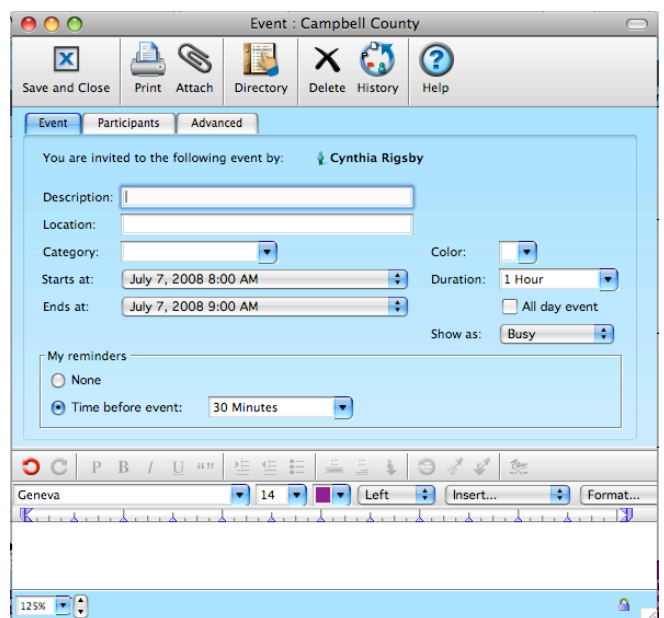 Event : Campbell County
Save and Close Print Attach Directory Delete History Help
Event Participants Advanced
You are invited to the following event by: Cynthia Rigsby
Description:
Location:
Category: Color:
Starts at: July 7, 2008 8:00 AM Duration: 1 Hour
Ends at: July 7, 2008 9:00 AM All day event
Show as: Busy
My reminders
None
Time before event: 30 Minutes
P B I U “”
Geneva 14 Left Insert... Format...
125%